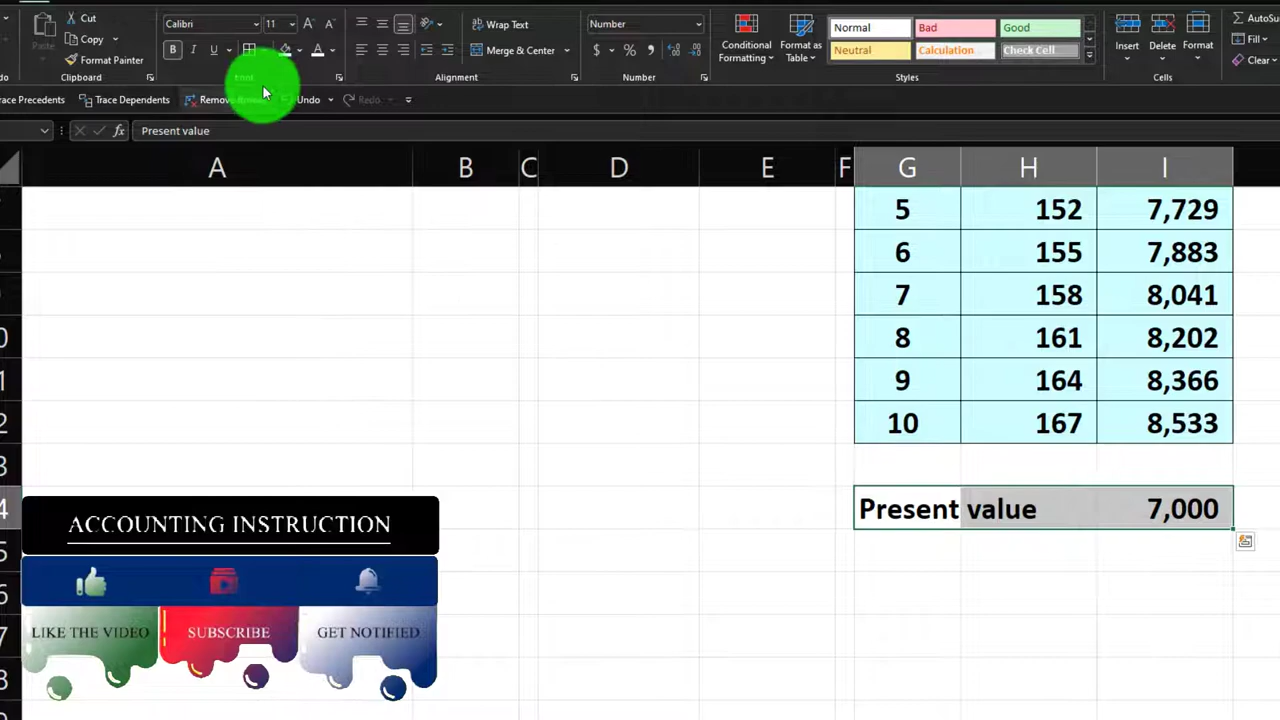 Cut
Calibri
11
Wrap Text
Number
Normal
Bad
Good
AutoSu
Paste
Copy
Merge & Center
Conditional
Formatting
Format as
Table
Neutral
Calculation
Check Cell
Insert
Delete
Format
Fill
Format Painter
B I U
$ % 9
Clear
Clipboard
Alignment
Number
Styles
Cells
race Precedents
Trace Dependents
Undo
Redo
fx
Present value
A B C D E F G H I
5 152 7,729
6 155 7,883
7 158 8,041
8 161 8,202
9 164 8,366
10 167 8,533
Present value 7,000
ACCOUNTING INSTRUCTION
LIKE THE VIDEO
SUBSCRIBE
GET NOTIFIED